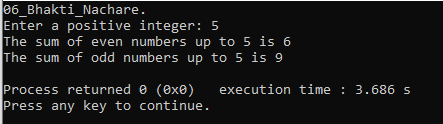 06_Bhakti_Nachare.
Enter a positive integer: 5
The sum of even numbers up to 5 is 6
The sum of odd numbers up to 5 is 9
Process returned 0 (0x0)   execution time : 3.686 s
Press any key to continue.